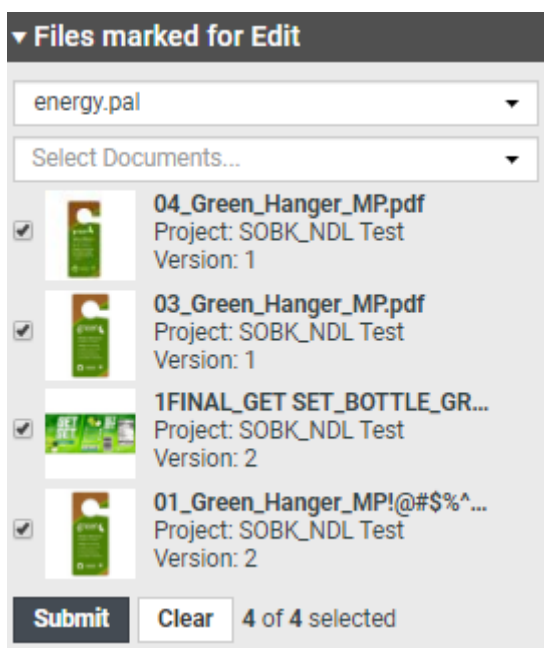 Files marked for Edit
energy.pal
Select Documents...
04_Green_Hanger_MP.pdf
Project: SOBK_NDL Test
Version: 1
03_Green_Hanger_MP.pdf
Project: SOBK_NDL Test
Version: 1
1FINAL_GET SET_BOTTLE_GR...
GET
SET
Project: SOBK_NDL Test
Version: 2
01_Green_Hanger_MP!@#$%^...
Project: SOBK_NDL Test
Version: 2
Submit Clear 4 of 4 selected